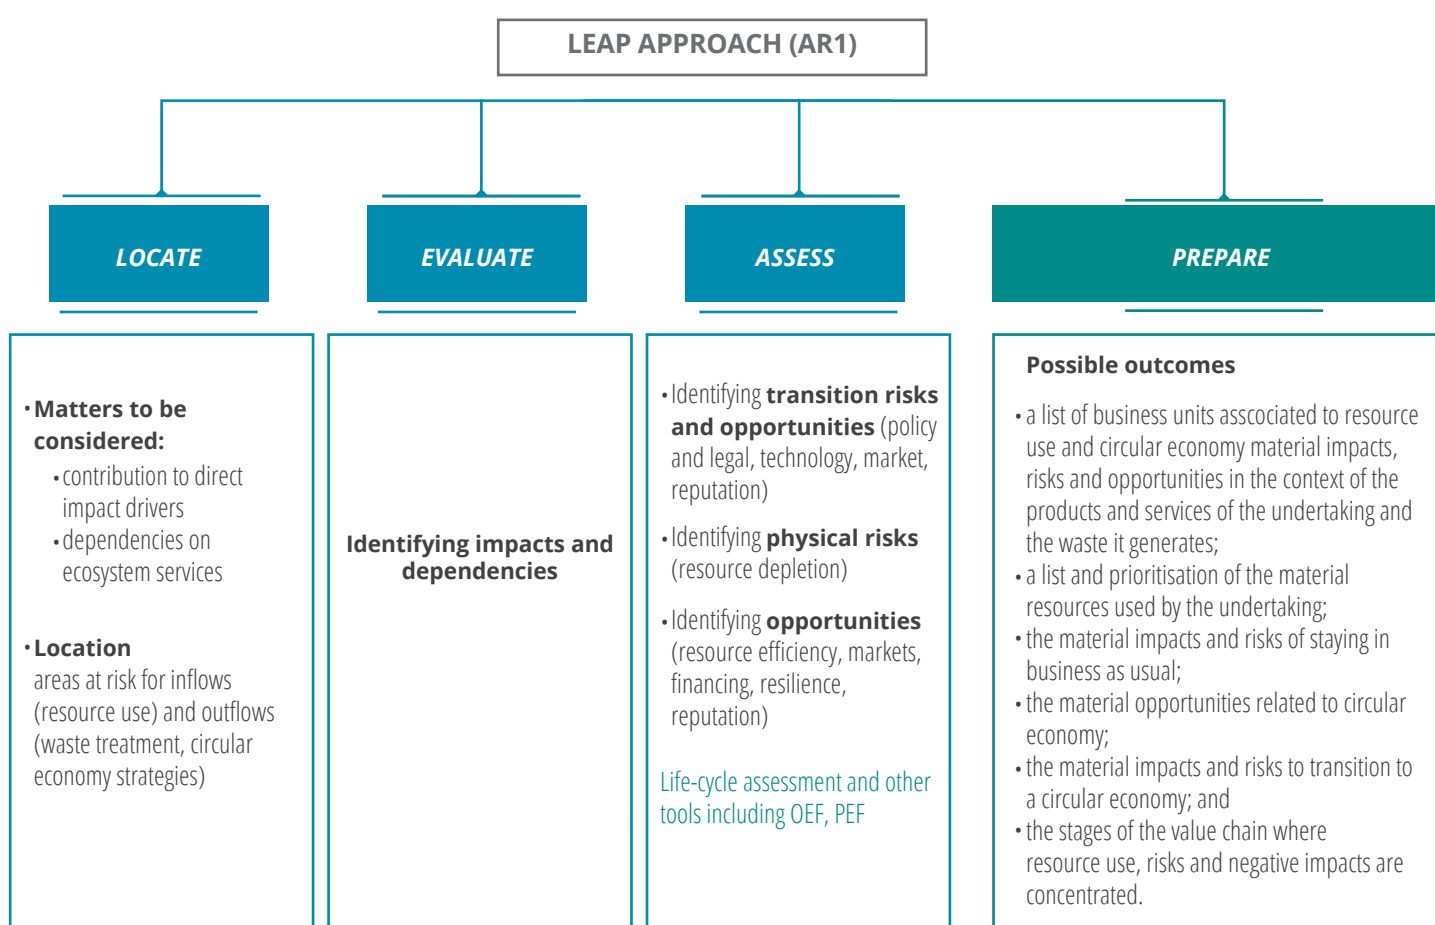 LEAP APPROACH (AR1)
LOCATE
EVALUATE
ASSESS
PREPARE
• Matters to be
considered:
• contribution to direct
impact drivers
• dependencies on
ecosystem services
• Location
areas at risk for inflows
(resource use) and outflows
(waste treatment, circular
economy strategies)
Identifying impacts and
dependencies
• Identifying transition risks
and opportunities (policy
and legal, technology, market,
reputation)
• Identifying physical risks
(resource depletion)
• Identifying opportunities
(resource efficiency, markets,
financing, resilience,
reputation)
Life-cycle assessment and other
tools including OEF, PEF
Possible outcomes
• a list of business units asscociated to resource
use and circular economy material impacts,
risks and opportunities in the context of the
products and services of the undertaking and
the waste it generates;
• a list and prioritisation of the material
resources used by the undertaking;
• the material impacts and risks of staying in
business as usual;
• the material opportunities related to circular
economy;
• the material impacts and risks to transition to
a circular economy; and
• the stages of the value chain where
resource use, risks and negative impacts are
concentrated.